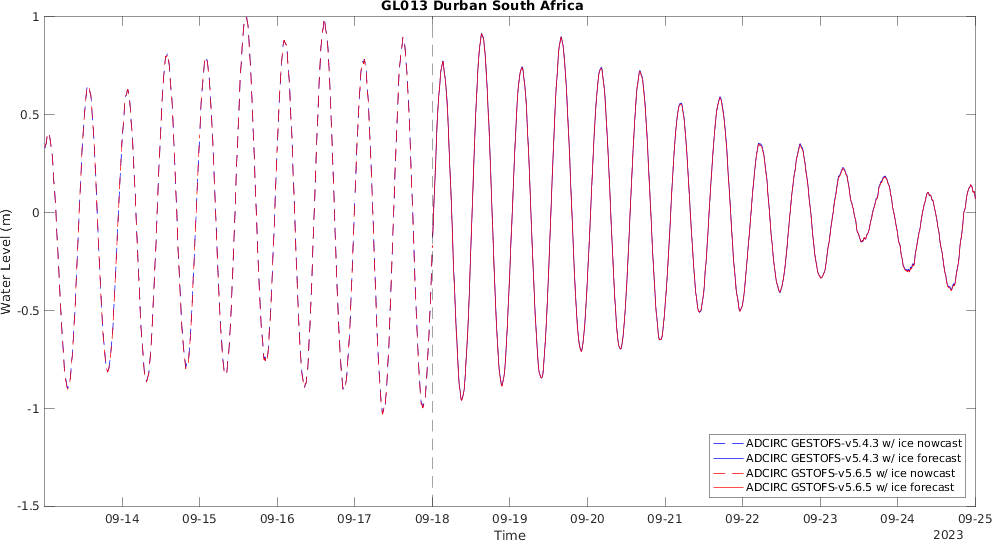 GL013 Durban South Africa
1
0.5
0
-0.5
-1
-1.5
Water Level (m)
ADCIRC GESTOFS-v5.4.3 w/ ice nowcast
ADCIRC GESTOFS-v5.4.3 w/ ice forecast
ADCIRC GSTOFS-v5.6.5 w/ ice nowcast
ADCIRC GSTOFS-v5.6.5 w/ ice forecast
09-14 09-15 09-16 09-17 09-18 09-19 09-20 09-21 09-22 09-23 09-24 09-25
Time
2023